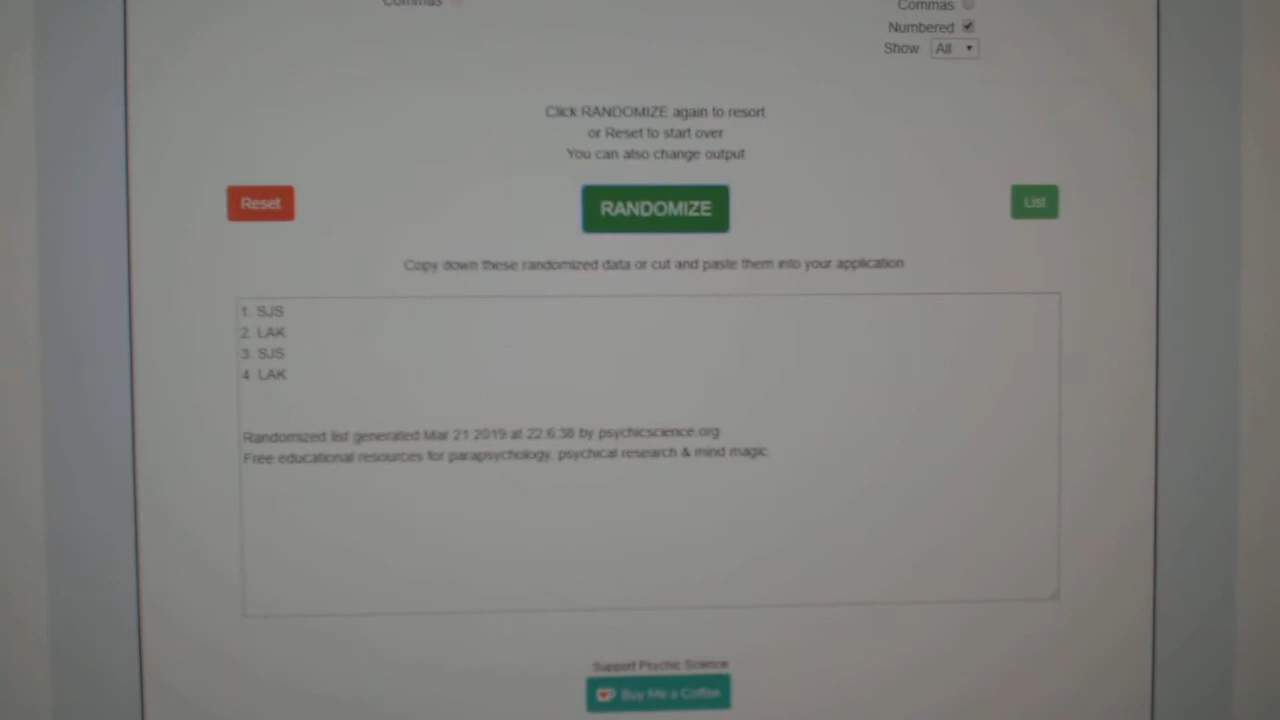 Commas
Commas
Numbered
Show All
Click RANDOMIZE again to resort
or Reset to start over
You can also change output
Reset
RANDOMIZE
List
Copy down these randomized data or cut and paste them into your application
1. SJS
2. LAK
3. SJS
4. LAK
Randomized list generated Mar 21 2019 at 22:6:38 by psychicscience.org
Free educational resources for parapsychology, psychical research & mind magic.
Support Psychic Science
Buy Me a Coffee